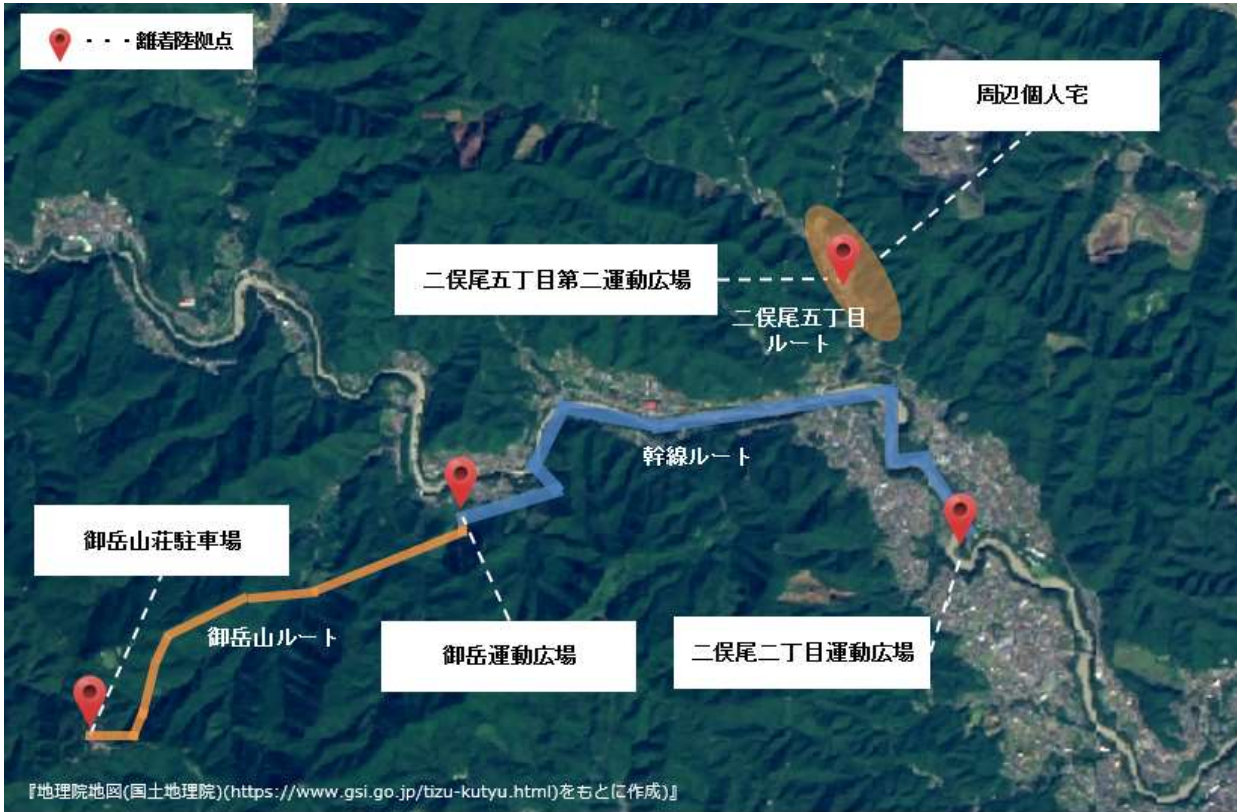 ・・・離着陸拠点
周辺個人宅
二俣尾五丁目第二運動広場
二俣尾五丁目
ルート
幹線ルート
御岳山荘駐車場
御岳山ルート
御岳運動広場
二俣尾二丁目運動広場
『地理院地図(国土地理院)(https://www.gsi.go.jp/tizu-kutyu.html)をもとに作成)』